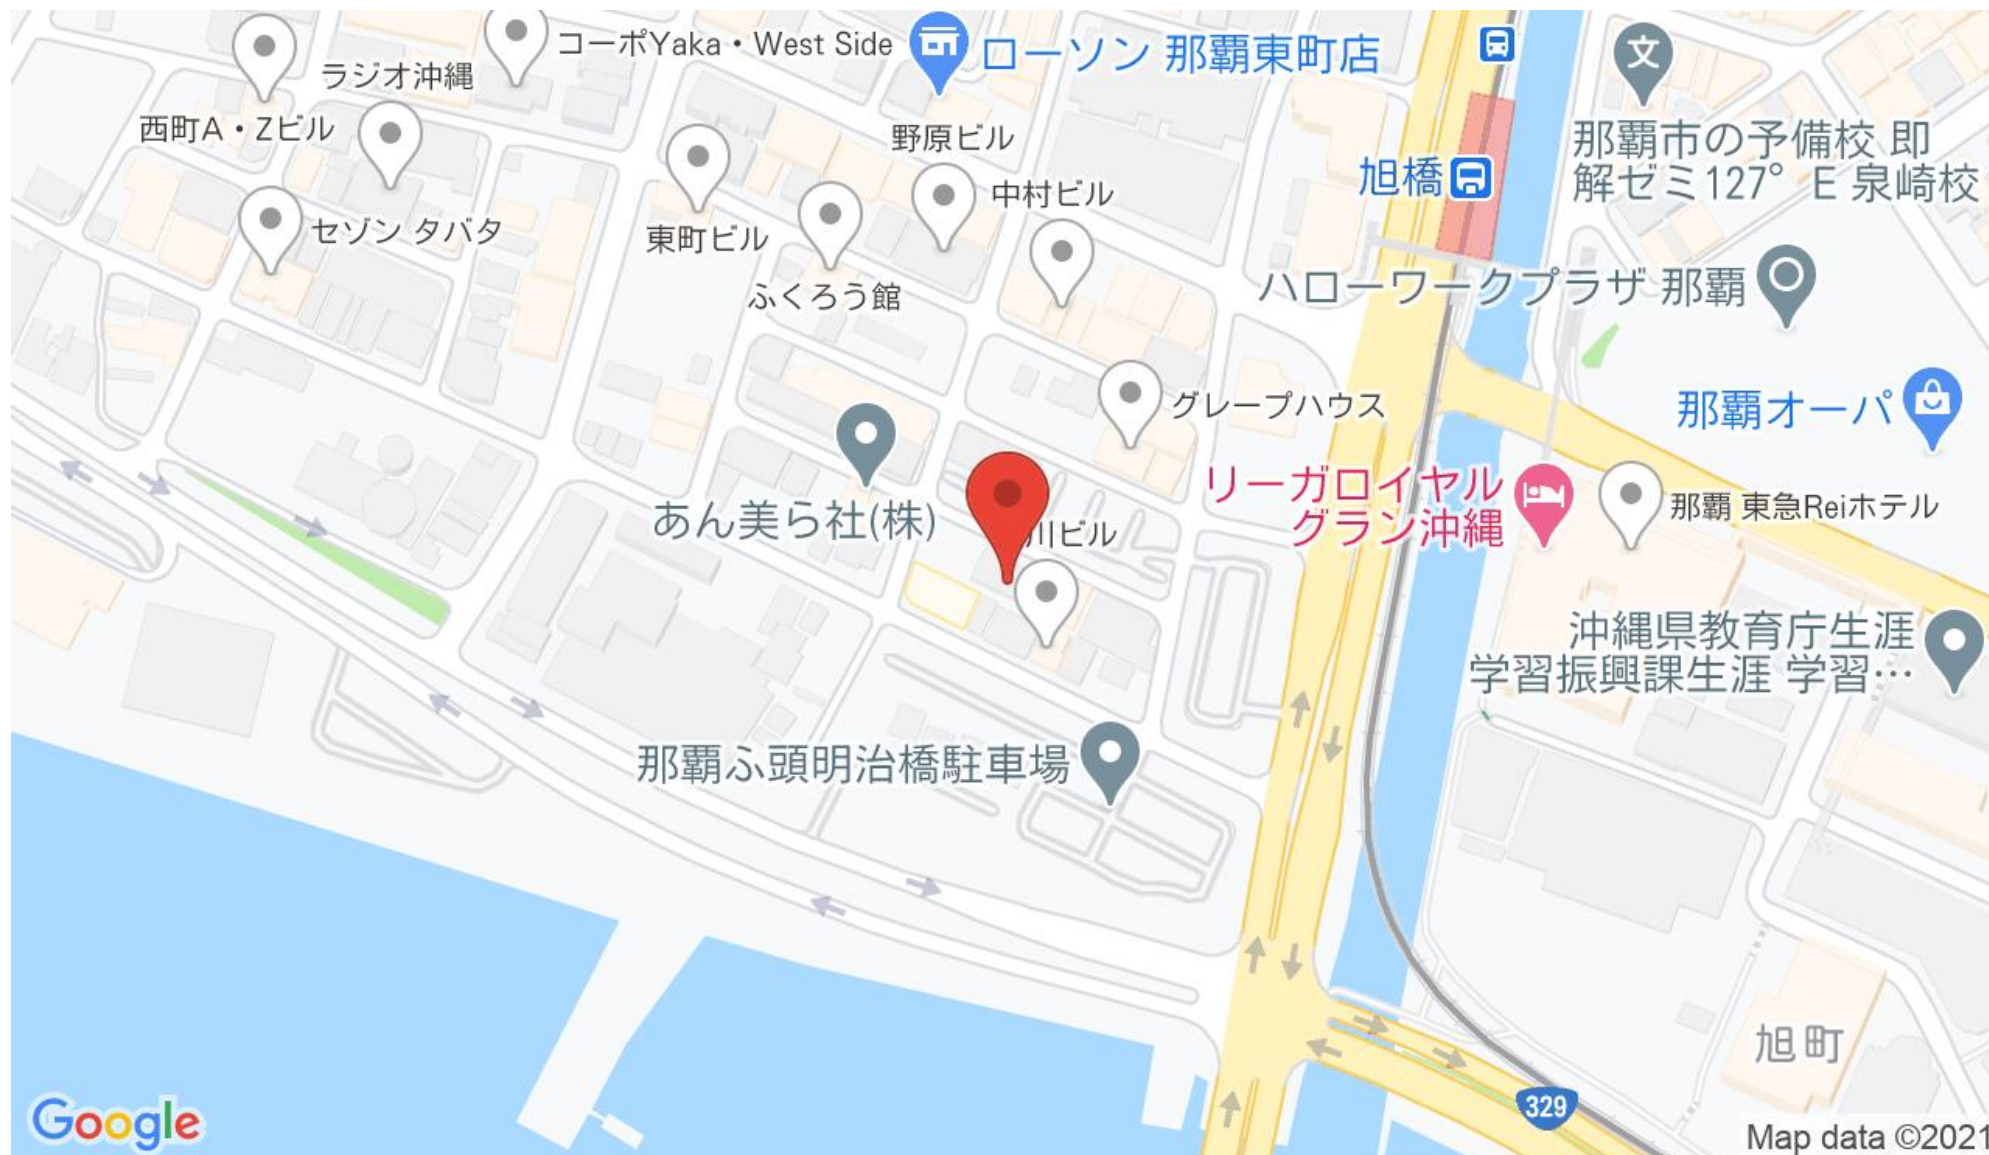 コーポYaka・West Side
ローソン 那覇東町店
ラジオ沖縄
西町A・Zビル
野原ビル
那覇市の予備校 即
解ゼミ127°E 泉崎校
旭橋
中村ビル
セゾン タバタ
東町ビル
ふくろう館
ハローワークプラザ 那覇
グレープハウス
那覇オーパ
リーガロイヤル
グラン沖縄
那覇 東急Reiホテル
あん美ら社(株)
川ビル
沖縄県教育庁生涯
学習振興課生涯 学習…
那覇ふ頭明治橋駐車場
旭町
329
Google
Map data ©2021